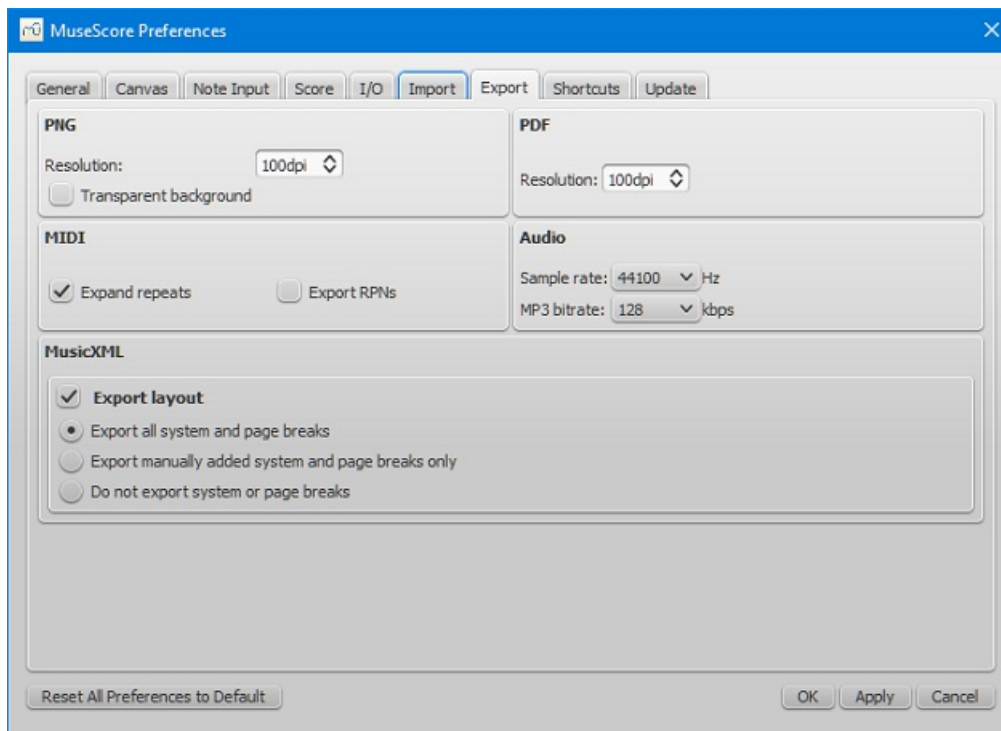 MuseScore Preferences
General Canvas Note Input Score I/O Import Export Shortcuts Update
PNG
Resolution: 100dpi
Transparent background
PDF
Resolution: 100dpi
MIDI
Expand repeats Export RPNs
Audio
Sample rate: 44100 Hz
MP3 bitrate: 128 kbps
MusicXML
Export layout
Export all system and page breaks
Export manually added system and page breaks only
Do not export system or page breaks
Reset All Preferences to Default OK Apply Cancel